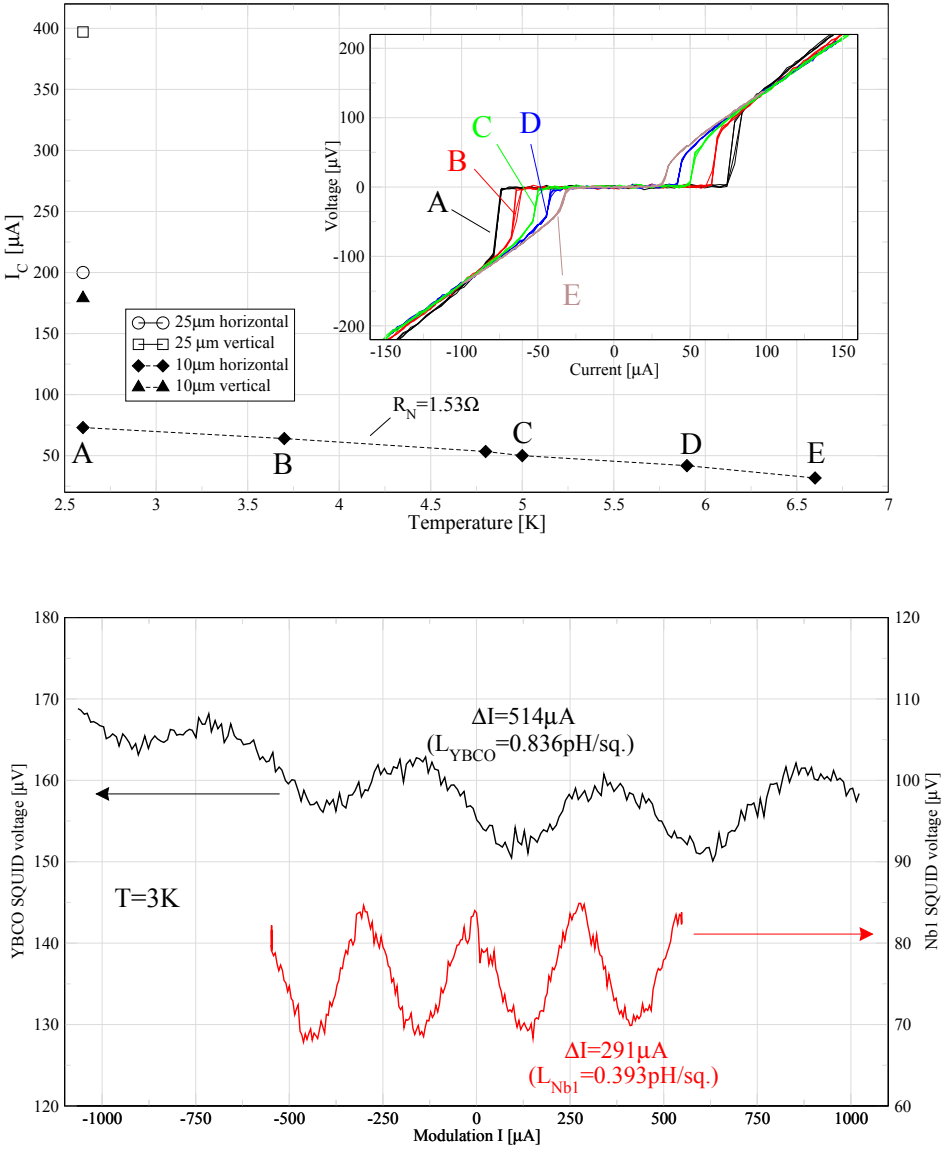 400
350
300
250
200
150
100
50
I_C [µA]
2.5 3 3.5 4 4.5 5 5.5 6 6.5 7
Temperature [K]
25µm horizontal
25 µm vertical
10µm horizontal
10µm vertical
R_N=1.53Ω
A
B
C
D
E
200
100
0
-100
-200
Voltage [µV]
-150 -100 -50 0 50 100 150
Current [µA]
A
B
C
D
E
180
170
160
150
140
130
120
YBCO SQUID voltage [µV]
120
110
100
90
80
70
60
Nb1 SQUID voltage [µV]
ΔI=514µA
(L_YBCO=0.836pH/sq.)
T=3K
ΔI=291µA
(L_Nb1=0.393pH/sq.)
-1000 -750 -500 -250 0 250 500 750 1000
Modulation I [µA]